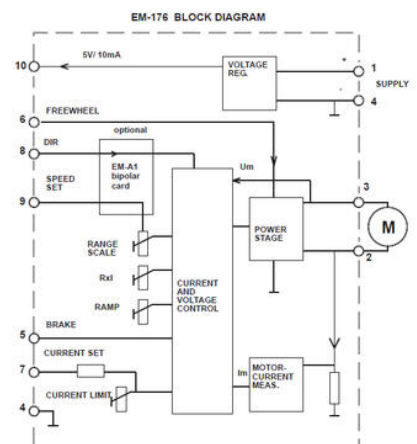 EM-176 BLOCK DIAGRAM
5V/ 10mA
10
VOLTAGE
REG.
+
1
SUPPLY
-
4
FREEWHEEL
6
optional
DIR
8
EM-A1
bipolar
card
Um
SPEED
SET
9
3
M
POWER
STAGE
2
RANGE
SCALE
CURRENT
AND
VOLTAGE
CONTROL
RxI
RAMP
BRAKE
5
CURRENT SET
7
Im
MOTOR-
CURRENT
MEAS.
CURRENT LIMIT
4